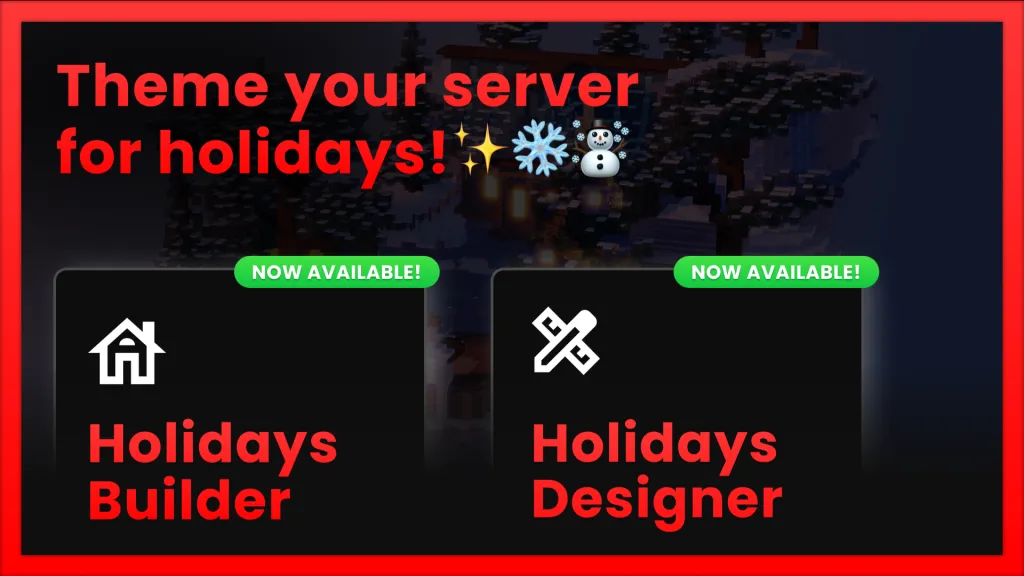 Theme your server
for holidays!✨❄️☃️
NOW AVAILABLE!
Holidays
Builder
NOW AVAILABLE!
Holidays
Designer